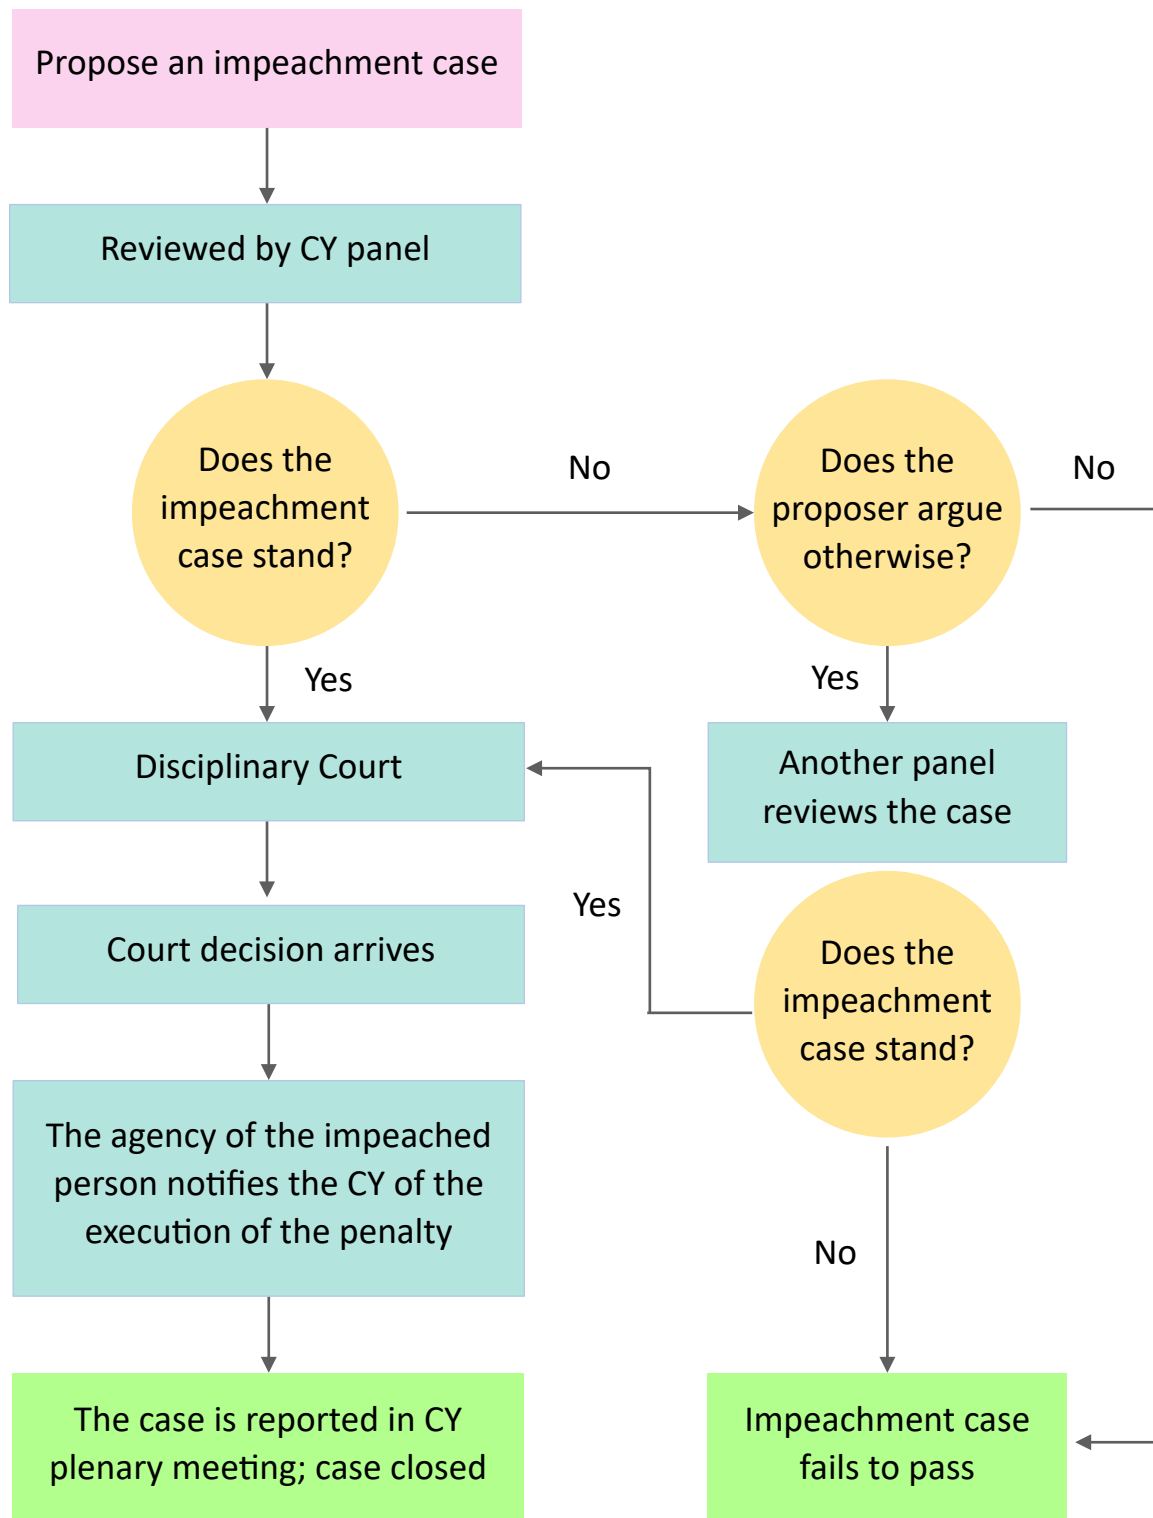 Propose an impeachment case
Reviewed by CY panel
Does the
impeachment
case stand?
No
Does the
proposer argue
otherwise?
No
Yes
Yes
Disciplinary Court
Another panel
reviews the case
Yes
Court decision arrives
Does the
impeachment
case stand?
The agency of the impeached
person notifies the CY of the
execution of the penalty
No
The case is reported in CY
plenary meeting; case closed
Impeachment case
fails to pass